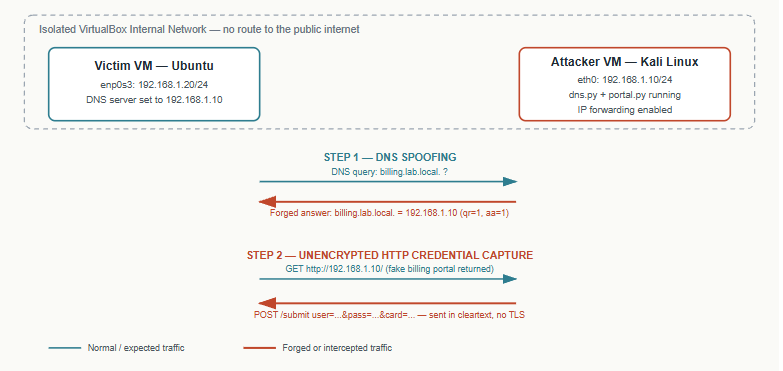 Isolated VirtualBox Internal Network — no route to the public internet
Victim VM — Ubuntu
enp0s3: 192.168.1.20/24
DNS server set to 192.168.1.10
Attacker VM — Kali Linux
eth0: 192.168.1.10/24
dns.py + portal.py running
IP forwarding enabled
STEP 1 — DNS SPOOFING
DNS query: billing.lab.local. ?
Forged answer: billing.lab.local. = 192.168.1.10 (qr=1, aa=1)
STEP 2 — UNENCRYPTED HTTP CREDENTIAL CAPTURE
GET http://192.168.1.10/ (fake billing portal returned)
POST /submit user=...&pass=...&card=... — sent in cleartext, no TLS
Normal / expected traffic
Forged or intercepted traffic